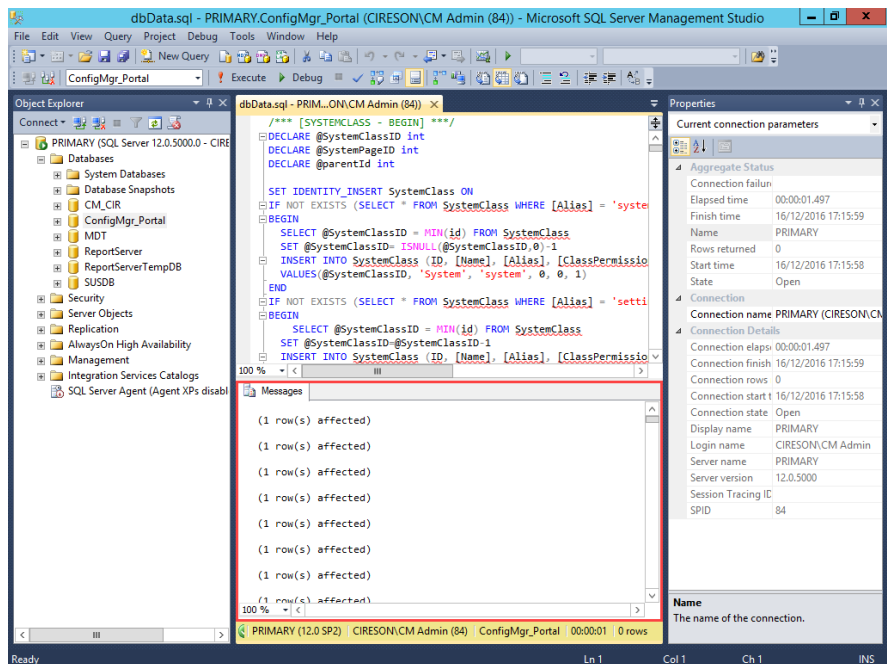 dbData.sql - PRIMARY.ConfigMgr_Portal (CIRESON\CM Admin (84)) - Microsoft SQL Server Management Studio
File Edit View Query Project Debug Tools Window Help
New Query
ConfigMgr_Portal Execute Debug
Object Explorer
Connect
PRIMARY (SQL Server 12.0.5000.0 - CIRE
Databases
System Databases
Database Snapshots
CM_CIR
ConfigMgr_Portal
MDT
ReportServer
ReportServerTempDB
SUSDB
Security
Server Objects
Replication
AlwaysOn High Availability
Management
Integration Services Catalogs
SQL Server Agent (Agent XPs disabl
dbData.sql - PRIM...ON\CM Admin (84))
/*** [SYSTEMCLASS - BEGIN] ***/
DECLARE @SystemClassID int
DECLARE @SystemPageID int
DECLARE @parentId int
SET IDENTITY_INSERT SystemClass ON
IF NOT EXISTS (SELECT * FROM SystemClass WHERE [Alias] = 'syste
BEGIN
SELECT @SystemClassID = MIN(id) FROM SystemClass
SET @SystemClassID= ISNULL(@SystemClassID,0)-1
INSERT INTO SystemClass (ID, [Name], [Alias], [ClassPermissio
VALUES(@SystemClassID, 'System', 'system', 0, 0, 1)
END
IF NOT EXISTS (SELECT * FROM SystemClass WHERE [Alias] = 'setti
BEGIN
SELECT @SystemClassID = MIN(id) FROM SystemClass
SET @SystemClassID=@SystemClassID-1
INSERT INTO SystemClass (ID, [Name], [Alias], [ClassPermissio
100 %
Messages
(1 row(s) affected)
(1 row(s) affected)
(1 row(s) affected)
(1 row(s) affected)
(1 row(s) affected)
(1 row(s) affected)
(1 row(s) affected)
(1 row(s) affected)
100 %
PRIMARY (12.0 SP2) CIRESON\CM Admin (84) ConfigMgr_Portal 00:00:01 0 rows
Properties
Current connection parameters
Aggregate Status
Connection failure
Elapsed time 00:00:01.497
Finish time 16/12/2016 17:15:59
Name PRIMARY
Rows returned 0
Start time 16/12/2016 17:15:58
State Open
Connection
Connection name PRIMARY (CIRESON\CM
Connection Details
Connection elapse 00:00:01.497
Connection finish 16/12/2016 17:15:59
Connection rows 0
Connection start t 16/12/2016 17:15:58
Connection state Open
Display name PRIMARY
Login name CIRESON\CM Admin
Server name PRIMARY
Server version 12.0.5000
Session Tracing ID
SPID 84
Name
The name of the connection.
Ready Ln 1 Col 1 Ch 1 INS